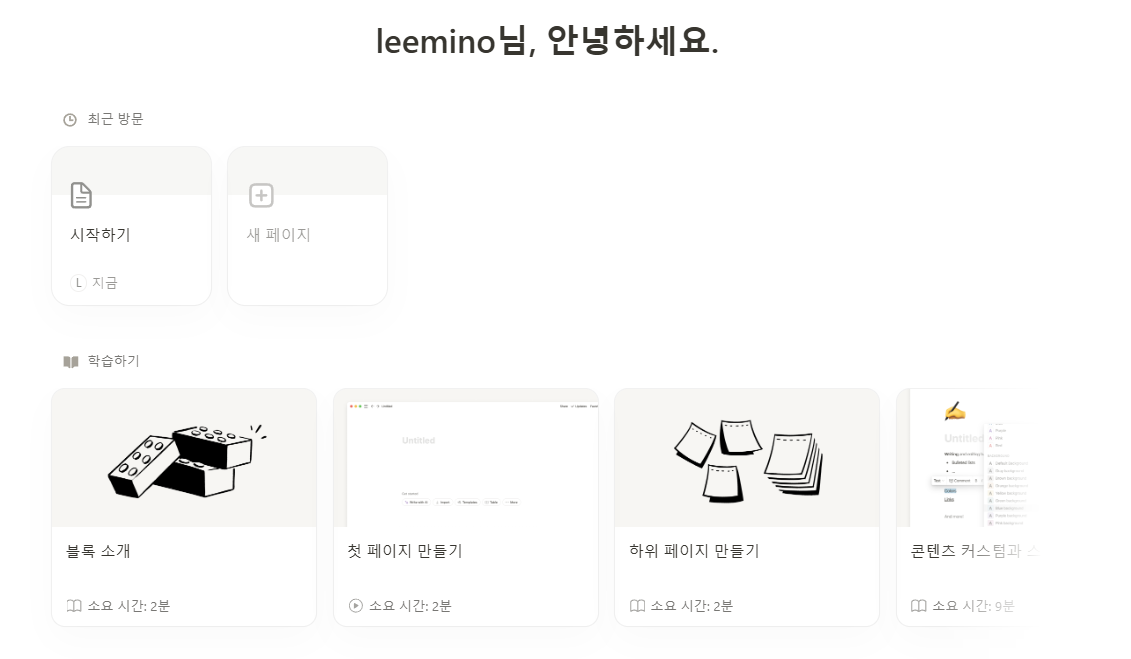 leemino님, 안녕하세요.
최근 방문
시작하기
새 페이지
L 지금
학습하기
Untitled
Untitled
블록 소개
첫 페이지 만들기
하위 페이지 만들기
콘텐츠 커스텀과
소요 시간: 2분
소요 시간: 2분
소요 시간: 2분
소요 시간: 9분